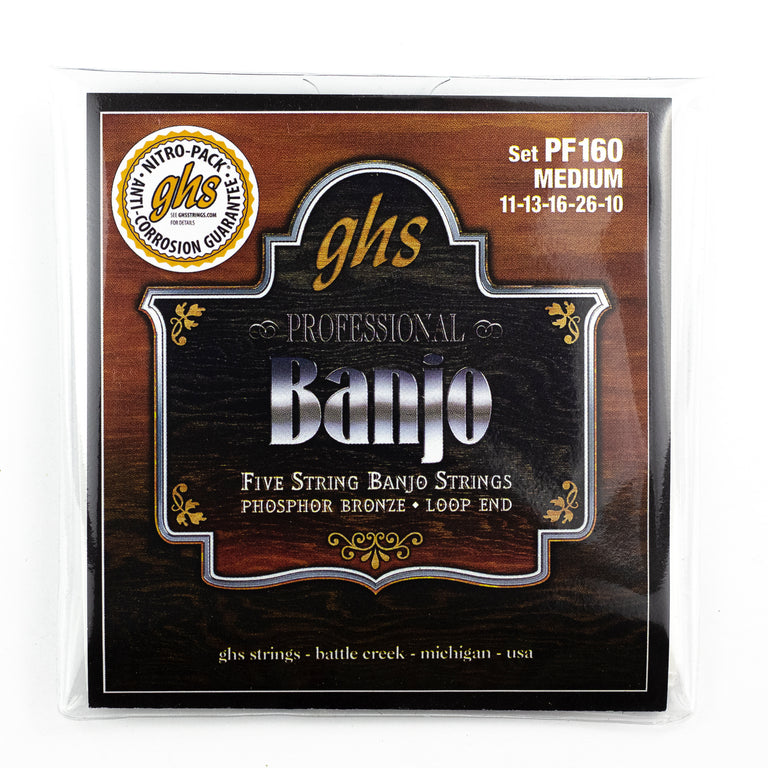 NITRO-PACK
ANTI-CORROSION GUARANTEE
ghs
SEE GHSSTRINGS.COM
FOR DETAILS
Set PF160
MEDIUM
11-13-16-26-10
ghs
PROFESSIONAL
Banjo
FIVE STRING BANJO STRINGS
PHOSPHOR BRONZE • LOOP END
ghs strings - battle creek - michigan - usa